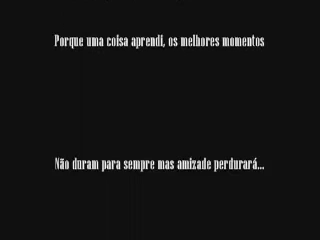 Porque uma coisa aprendi, os melhores momentos
Não duram para sempre mas amizade perdurará...